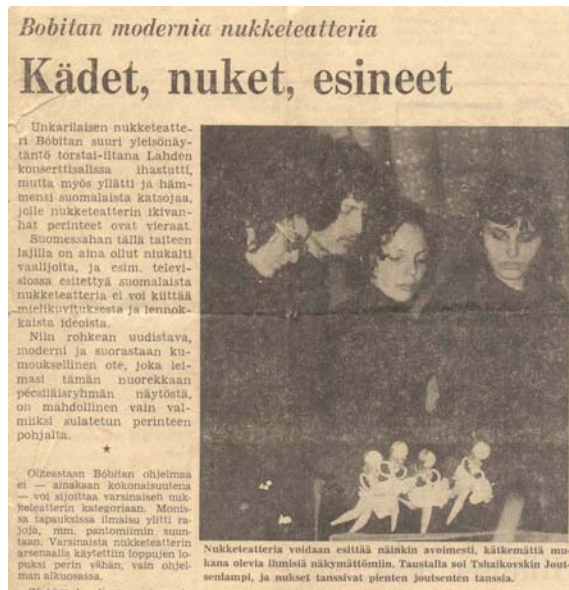 Bobitan modernia nukketeatteria
Kädet, nuket, esineet
Unkarilaisen nukketeatte-
ri Bóbitan suuri yleisönäy-
täntö torstai-iltana Lahden
konserttisalissa ihastutti,
mutta myös yllätti ja häm-
mensi suomalaista katsojaa,
jolle nukketeatterin ikivan-
hat perinteet ovat vieraat.
Suomessahan tällä taiteen
lajilla on aina ollut niukalti
vaalijoita, ja esim. televi-
siossa esitettyä suomalaista
nukketeatteria ei voi kiittää
mielikuvituksesta ja lennok-
kaista ideoista.
Niin rohkean uudistava,
moderni ja suorastaan ku-
mouksellinen ote, joka lei-
masi tämän nuorekkaan
pécsiläisryhmän näytöstä,
on mahdollinen vain val-
miiksi sulatetun perinteen
pohjalta.
★
Oikeastaan Bóbitan ohjelmaa
ei — ainakaan kokonaisuutena
— voi sijoittaa varsinaisen nuk-
keteatterin kategoriaan. Monis-
sa tapauksissa ilmaisu ylitti ra-
joja, mm. pantomiimin suun-
taan. Varsinaista nukketeatterin
arsenaalia käytettiin loppujen lo-
puksi perin vähän, vain ohjel-
man alkuosassa.
Nukketeatteria voidaan esittää näinkin avoimesti, kätkemättä mu-
kana olevia ihmisiä näkymättömiin. Taustalla soi Tshaikovskin Jout-
senlampi, ja nukset tanssivat pienten joutsenten tanssia.